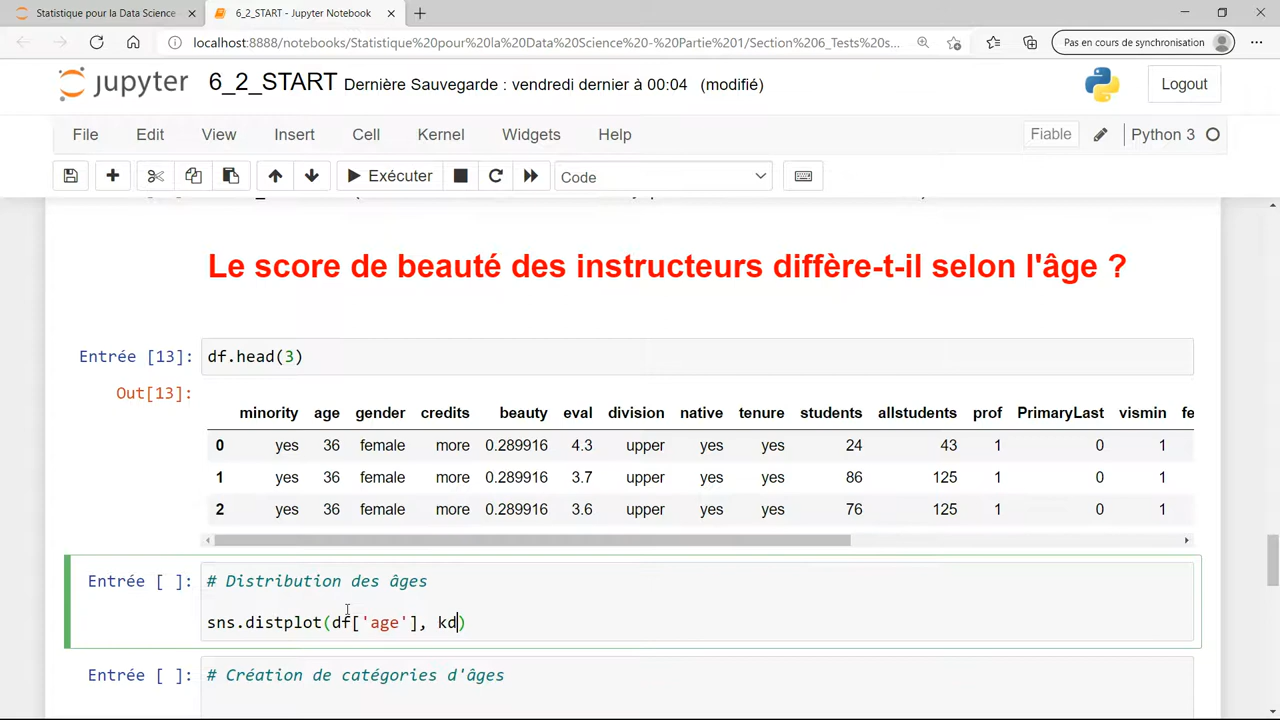 Statistique pour la Data Science
6_2_START - Jupyter Notebook
localhost:8888/notebooks/Statistique%20pour%20la%20Data%20Science%20-%20Partie%201/Section%206_Tests%20s...
Pas en cours de synchronisation
jupyter 6_2_START Dernière Sauvegarde : vendredi dernier à 00:04 (modifié)
Logout
File Edit View Insert Cell Kernel Widgets Help
Fiable
Python 3
Exécuter
Code
Le score de beauté des instructeurs diffère-t-il selon l'âge ?
Entrée [13]: df.head(3)
Out[13]:
minority age gender credits beauty eval division native tenure students allstudents prof PrimaryLast vismin fe
0 yes 36 female more 0.289916 4.3 upper yes yes 24 43 1 0 1
1 yes 36 female more 0.289916 3.7 upper yes yes 86 125 1 0 1
2 yes 36 female more 0.289916 3.6 upper yes yes 76 125 1 0 1
Entrée [ ]: # Distribution des âges
sns.distplot(df['age'], kd)
Entrée [ ]: # Création de catégories d'âges